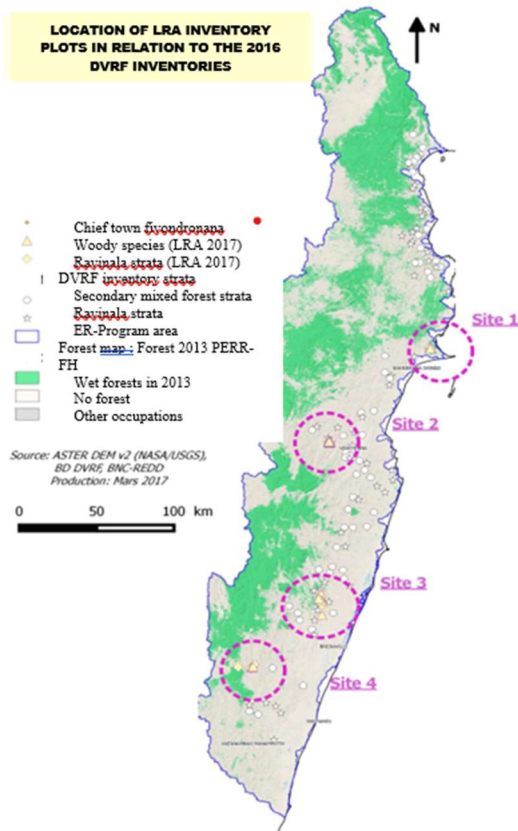 LOCATION OF LRA INVENTORY
PLOTS IN RELATION TO THE 2016
DVRF INVENTORIES
N
Chief town fivondronana
Woody species (LRA 2017)
Ravinala strata (LRA 2017)
DVRF inventory strata
Secondary mixed forest strata
Ravinala strata
ER-Program area
Forest map : Forest 2013 PERR-
FH
Wet forests in 2013
No forest
Other occupations
Source: ASTER DEM v2 (NASA/USGS),
BD DVRF, BNC-REDD
Production: Mars 2017
0 50 100 km
Site 1
Site 2
Site 3
Site 4